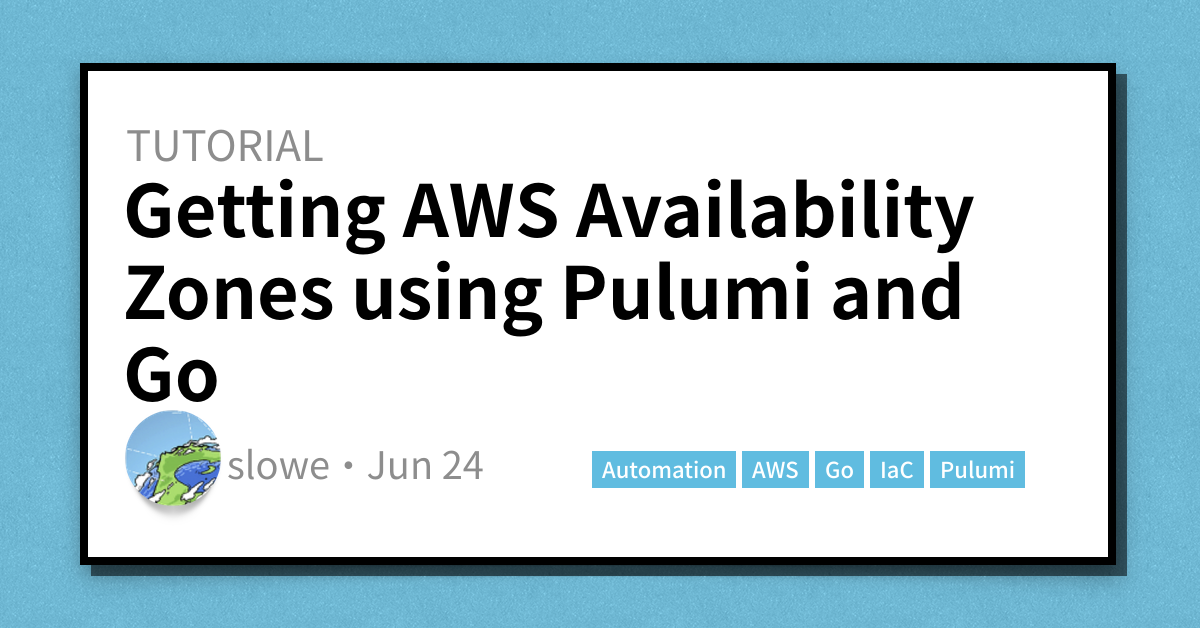 TUTORIAL
Getting AWS Availability
Zones using Pulumi and
Go
slowe • Jun 24
Automation AWS Go IaC Pulumi